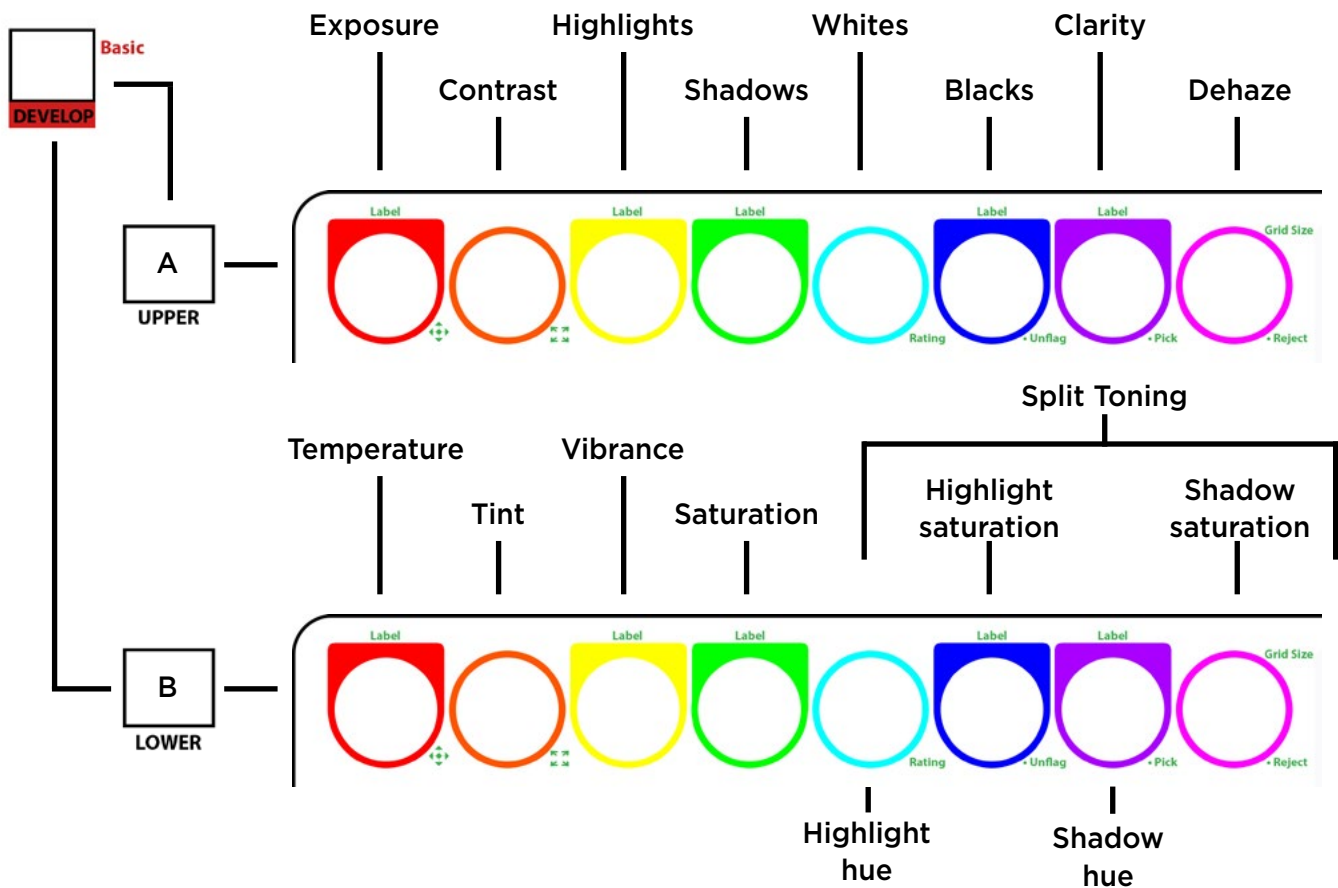 Exposure
Highlights
Whites
Clarity
Basic
Contrast
Shadows
Blacks
Dehaze
DEVELOP
Label
Label
Label
Label
Label
Grid Size
A
UPPER
Rating
• Unflag
• Pick
• Reject
Split Toning
Temperature
Vibrance
Highlight
saturation
Shadow
saturation
Tint
Saturation
Label
Label
Label
Label
Label
Grid Size
B
LOWER
Rating
• Unflag
• Pick
• Reject
Highlight
hue
Shadow
hue